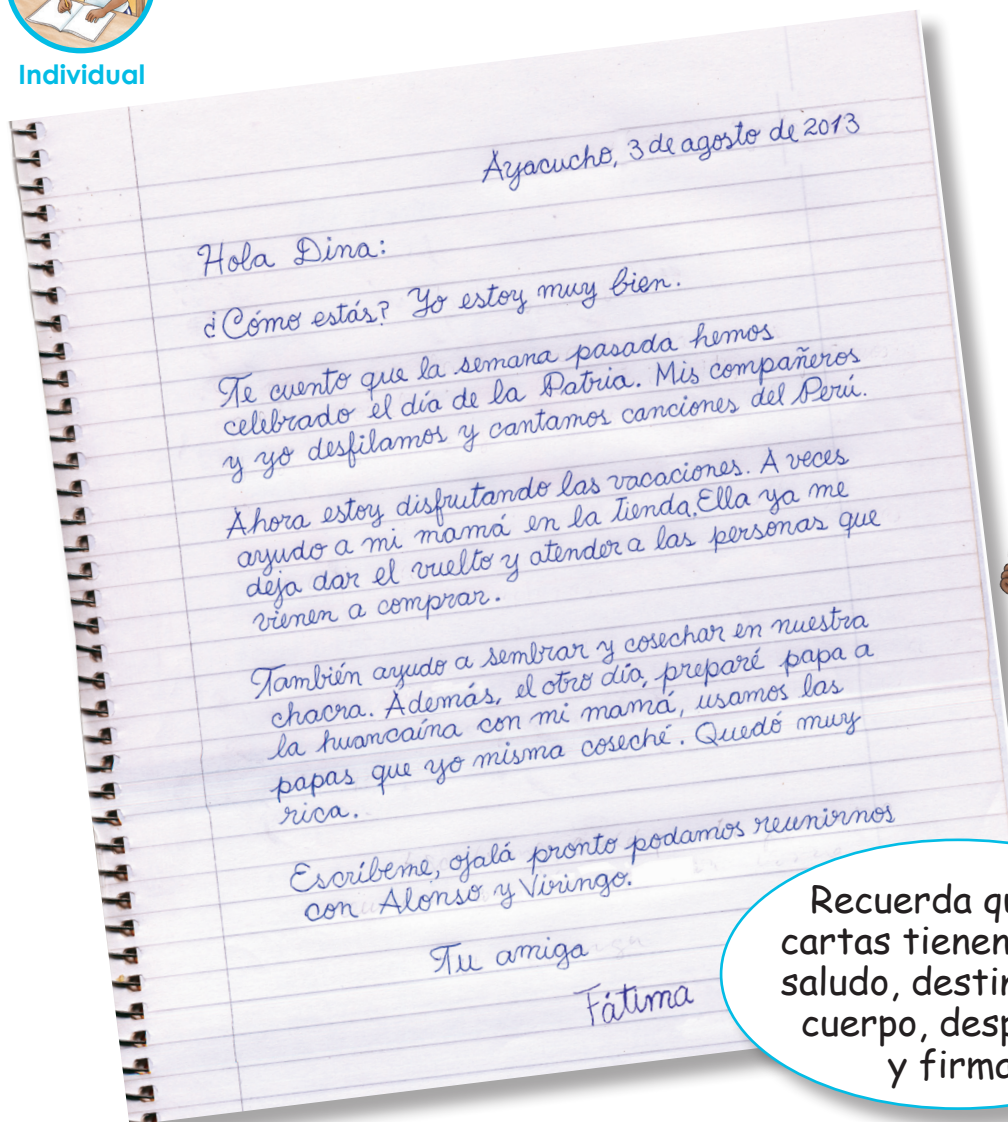 Individual
Ayacucho, 3 de agosto de 2013
Hola Dina:
¿Cómo estás? Yo estoy muy bien.
Te cuento que la semana pasada hemos
celebrado el día de la Patria. Mis compañeros
y yo desfilamos y cantamos canciones del Perú.
Ahora estoy disfrutando las vacaciones. A veces
ayudo a mi mamá en la tienda. Ella ya me
deja dar el vuelto y atender a las personas que
vienen a comprar.
También ayudo a sembrar y cosechar en nuestra
chacra. Además, el otro día, preparé papa a
la huancaína con mi mamá, usamos las
papas que yo misma coseché. Quedó muy
rica.
Escríbeme, ojalá pronto podamos reunirnos
con Alonso y Viringo.
Tu amiga
Fátima
Recuerda
cartas tienen
saludo,
cuerpo,
y firma